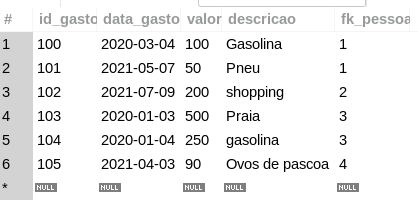 # id_gasto data_gasto valor descricao fk_pessoa
1 100 2020-03-04 100 Gasolina 1
2 101 2021-05-07 50 Pneu 1
3 102 2021-07-09 200 shopping 2
4 103 2020-01-03 500 Praia 3
5 104 2020-01-04 250 gasolina 3
6 105 2021-04-03 90 Ovos de pascoa 4
* NULL NULL NULL NULL NULL